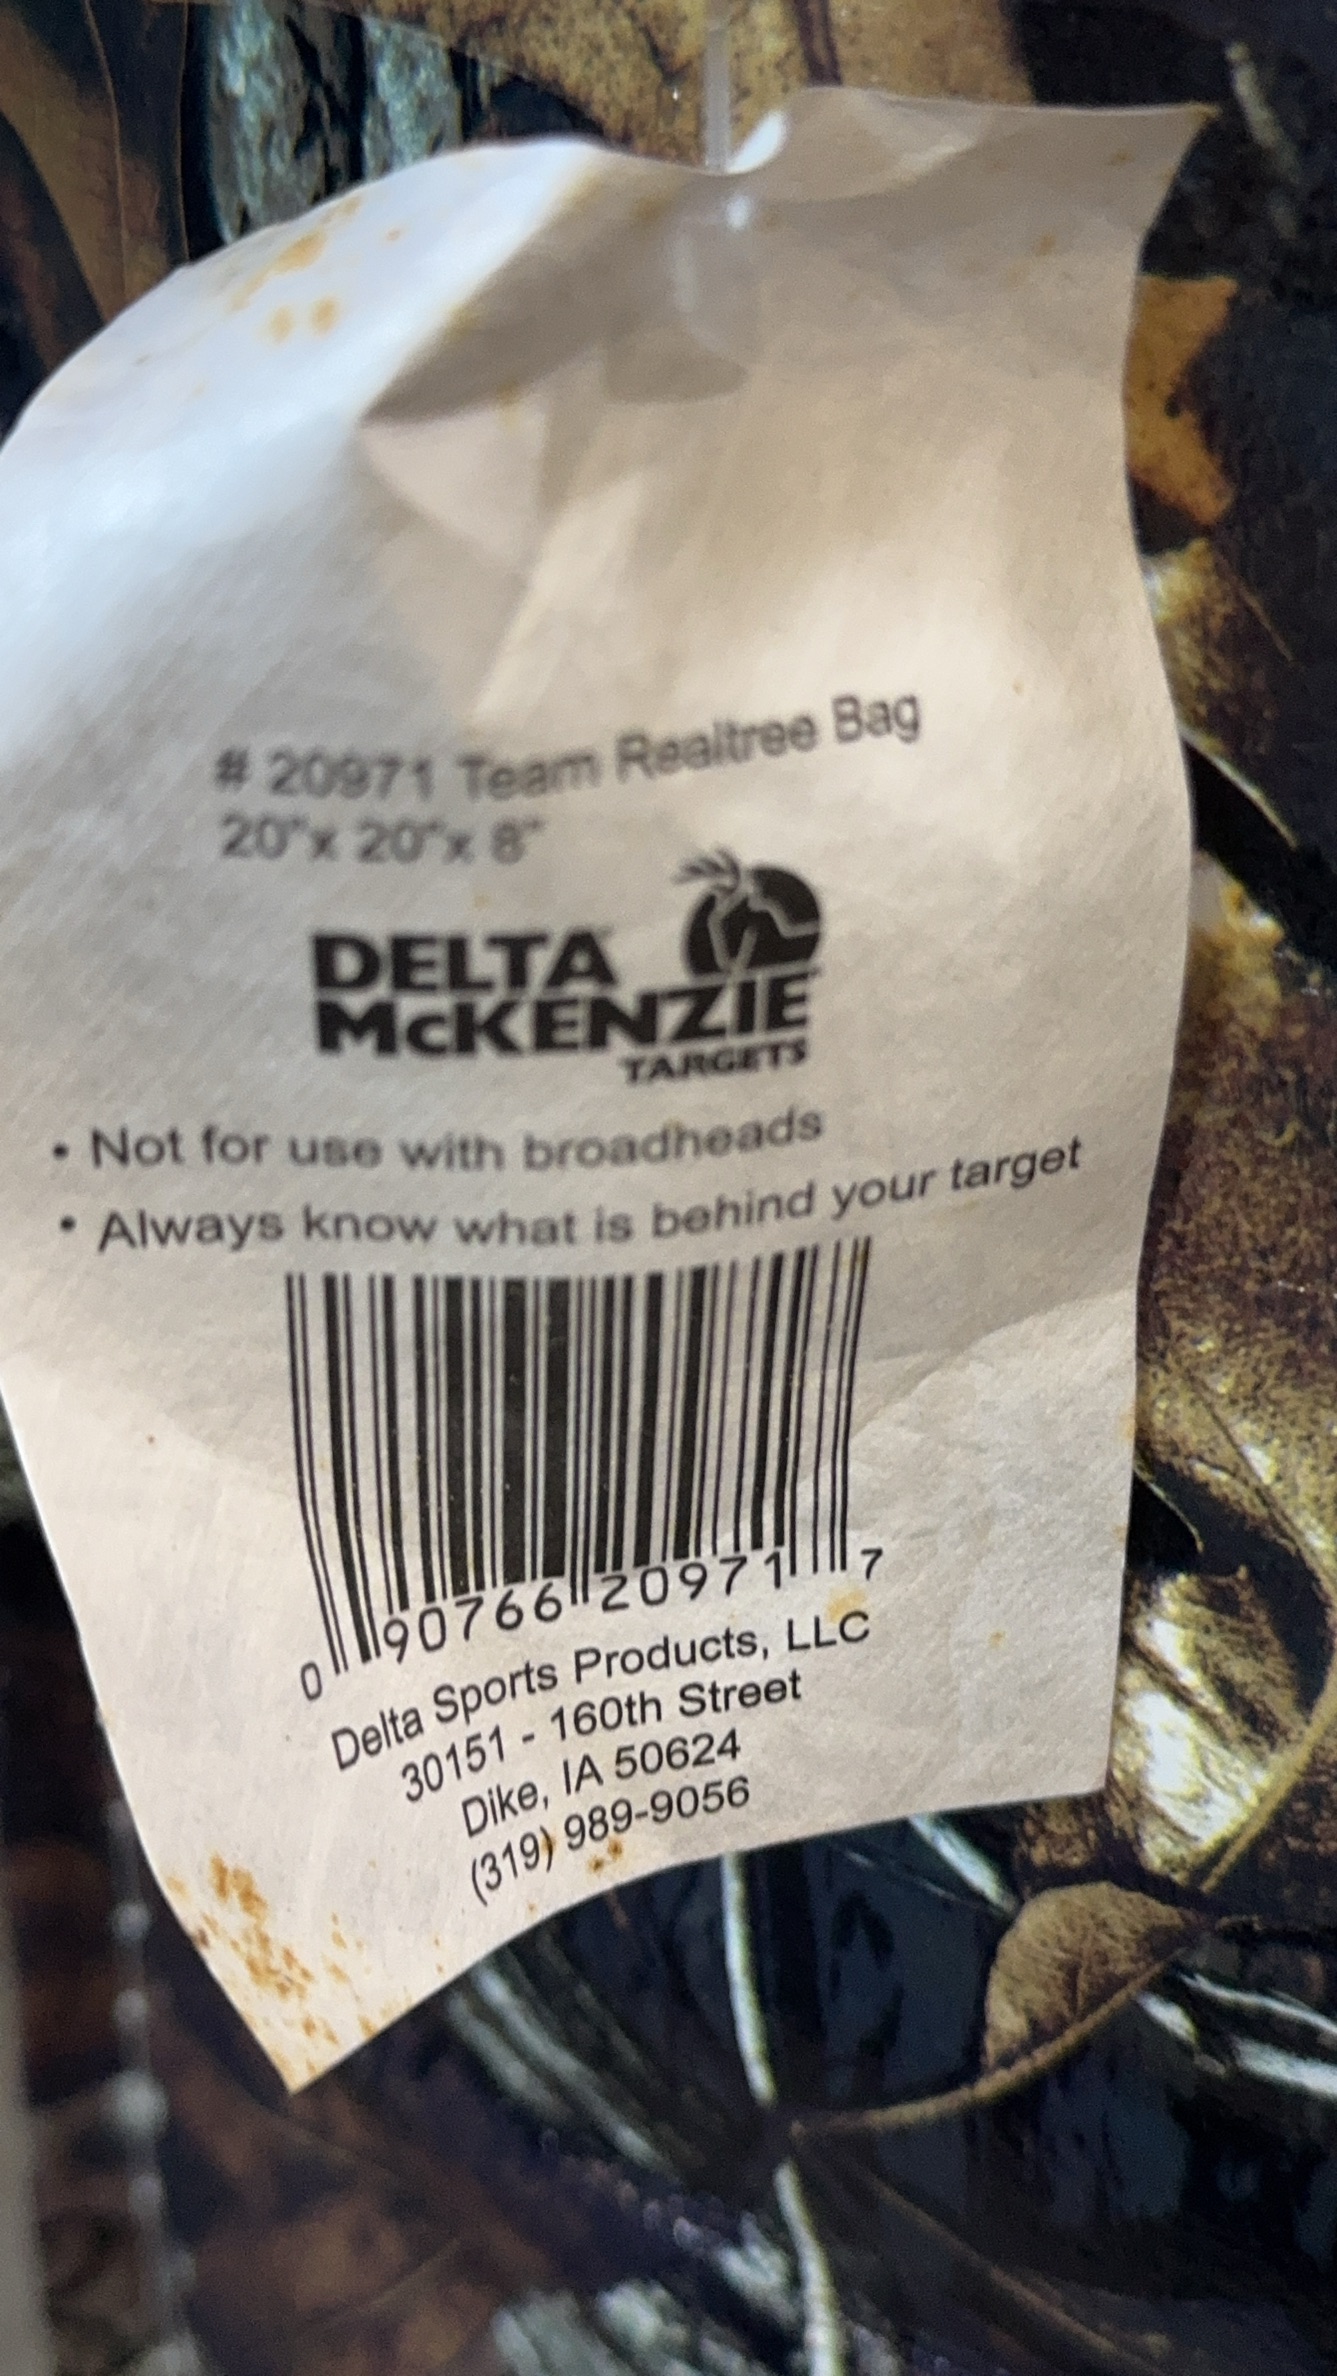 # 20971 Team Realtree Bag
20"x 20"x 8"
DELTA
McKENZIE
TARGETS
• Not for use with broadheads
• Always know what is behind your target
0 90766 20971 7
Delta Sports Products, LLC
30151 - 160th Street
Dike, IA 50624
(319) 989-9056